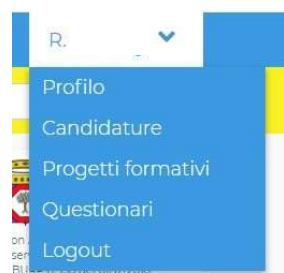 R.
Profilo
Candidature
Progetti formativi
Questionari
Logout